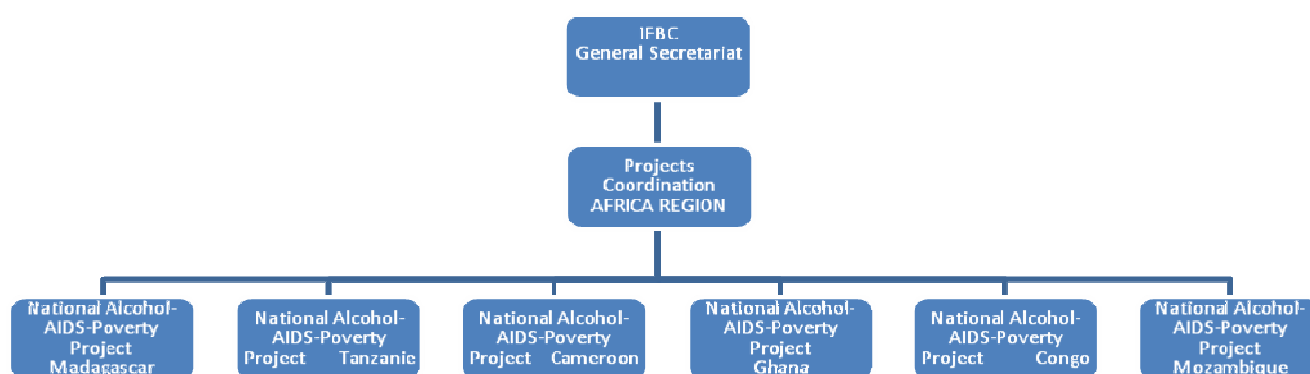 IFBC
General Secretariat
Projects
Coordination
AFRICA REGION
National Alcohol-
AIDS-Poverty
Project
Madagascar
National Alcohol-
AIDS-Poverty
Project Tanzanie
National Alcohol-
AIDS-Poverty
Project Cameroon
National Alcohol-
AIDS-Poverty
Project
Ghana
National Alcohol-
AIDS-Poverty
Project Congo
National Alcohol-
AIDS-Poverty
Project
Mozambique